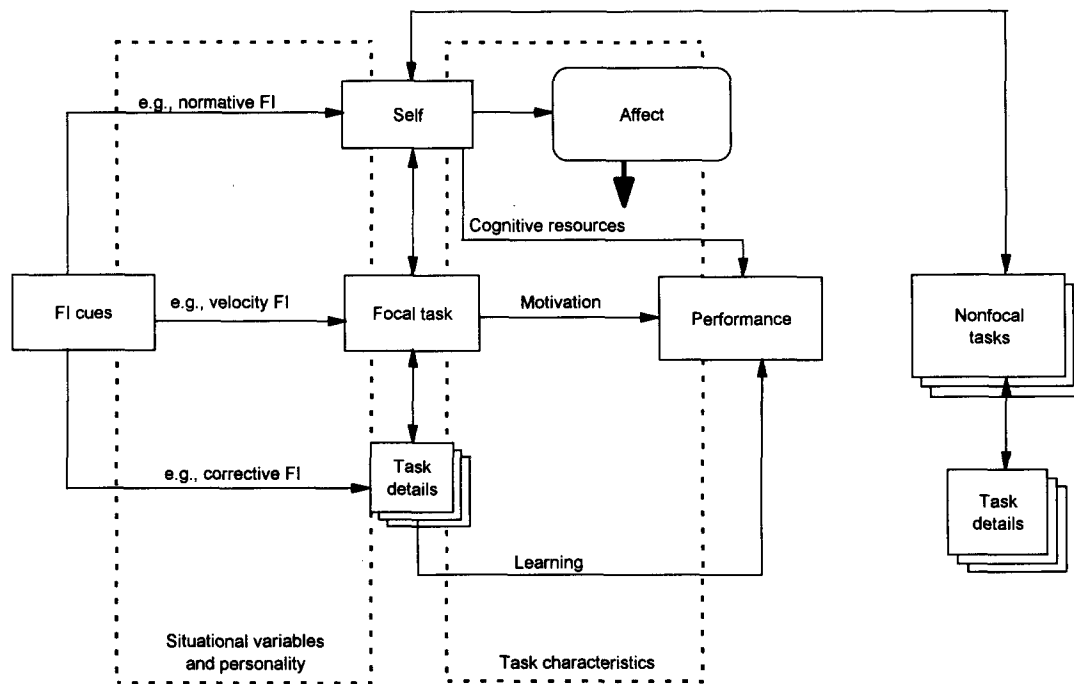 e.g., normative FI
Self
Affect
Cognitive resources
FI cues
e.g., velocity FI
Focal task
Motivation
Performance
Nonfocal
tasks
e.g., corrective FI
Task
details
Task
details
Learning
Situational variables
and personality
Task characteristics